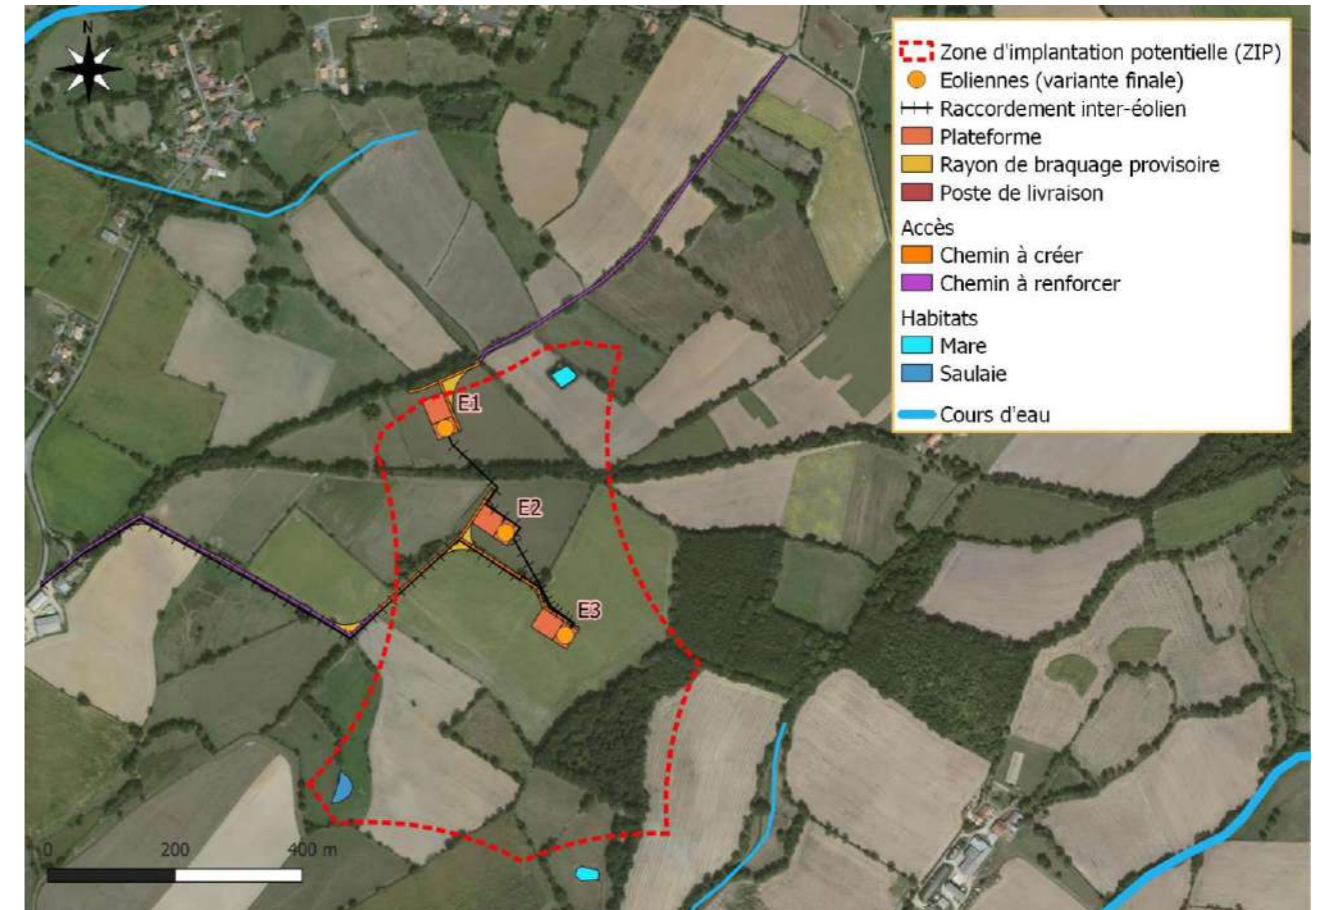 N
Zone d'implantation potentielle (ZIP)
Eoliennes (variante finale)
Raccordement inter-éolien
Plateforme
Rayon de braquage provisoire
Poste de livraison
Accès
Chemin à créer
Chemin à renforcer
Habitats
Mare
Saulaie
Cours d'eau
E1
E2
E3
0 200 400 m